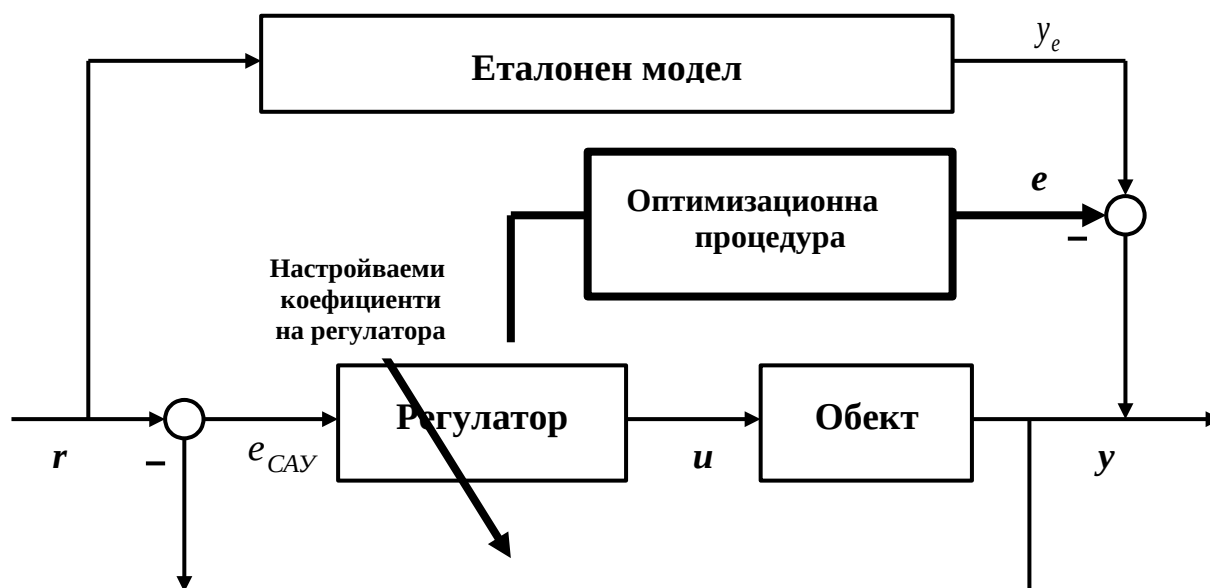 y_e
Еталонен модел
e
Оптимизационна
процедура
–
Настройваеми
коефициенти
на регулатора
Регулатор
Обект
r
–
e_САУ
u
y